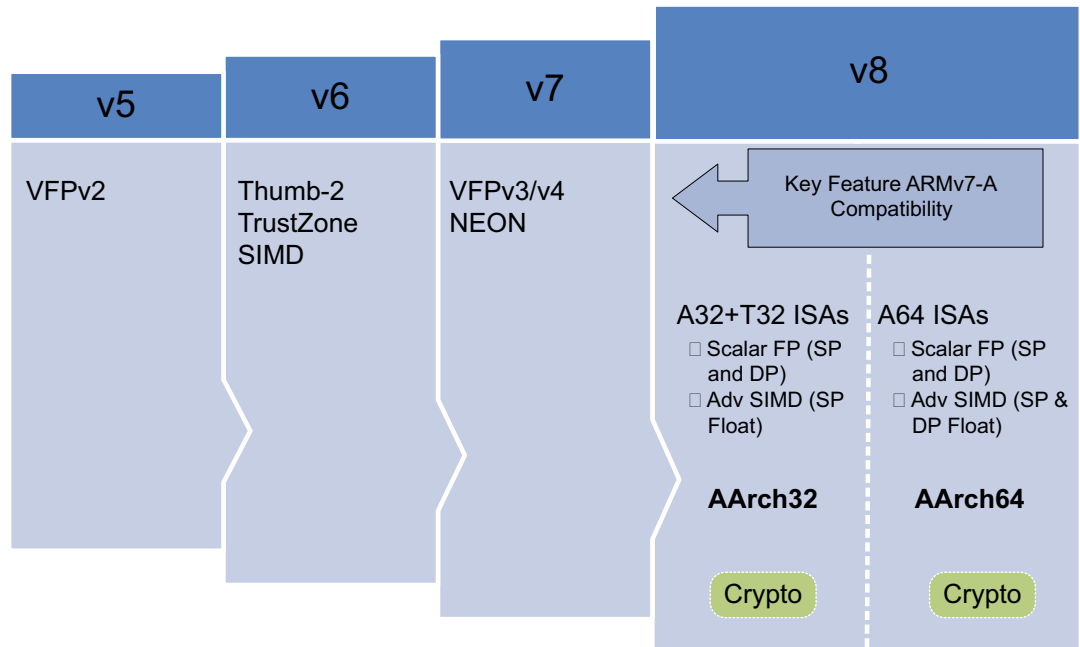 v5
v6
v7
v8
VFPv2
Thumb-2
TrustZone
SIMD
VFPv3/v4
NEON
Key Feature ARMv7-A
Compatibility
A32+T32 ISAs
□ Scalar FP (SP
and DP)
□ Adv SIMD (SP
Float)
AArch32
Crypto
A64 ISAs
□ Scalar FP (SP
and DP)
□ Adv SIMD (SP &
DP Float)
AArch64
Crypto